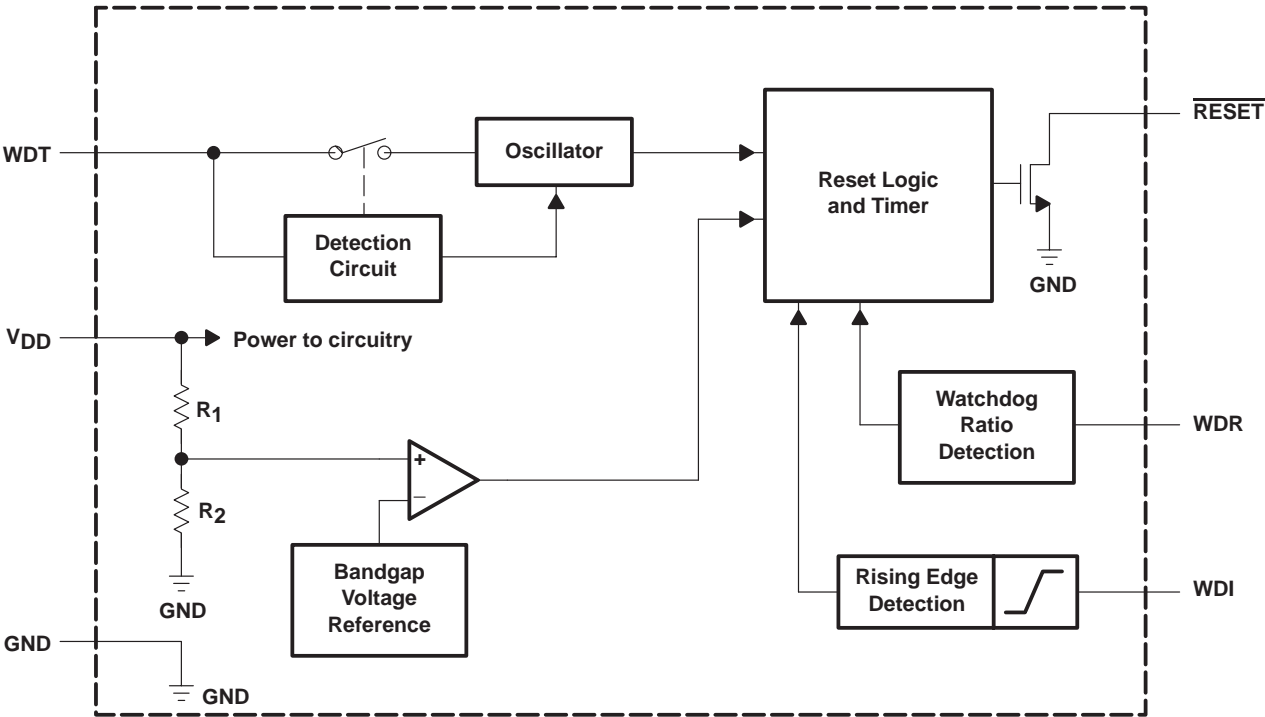 RESET
WDT
Oscillator
Reset Logic
and Timer
Detection
Circuit
GND
VDD
Power to circuitry
R1
Watchdog
Ratio
Detection
WDR
+
−
R2
Bandgap
Voltage
Reference
Rising Edge
Detection
WDI
GND
GND
GND